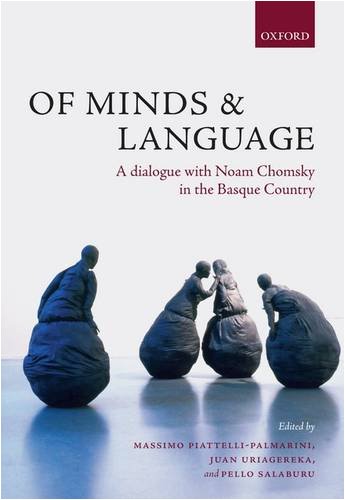 OXFORD
OF MINDS &
LANGUAGE
A dialogue with Noam Chomsky
in the Basque Country
Edited by
MASSIMO PIATTELLI-PALMARINI,
JUAN URIAGEREKA,
and PELLO SALABURU